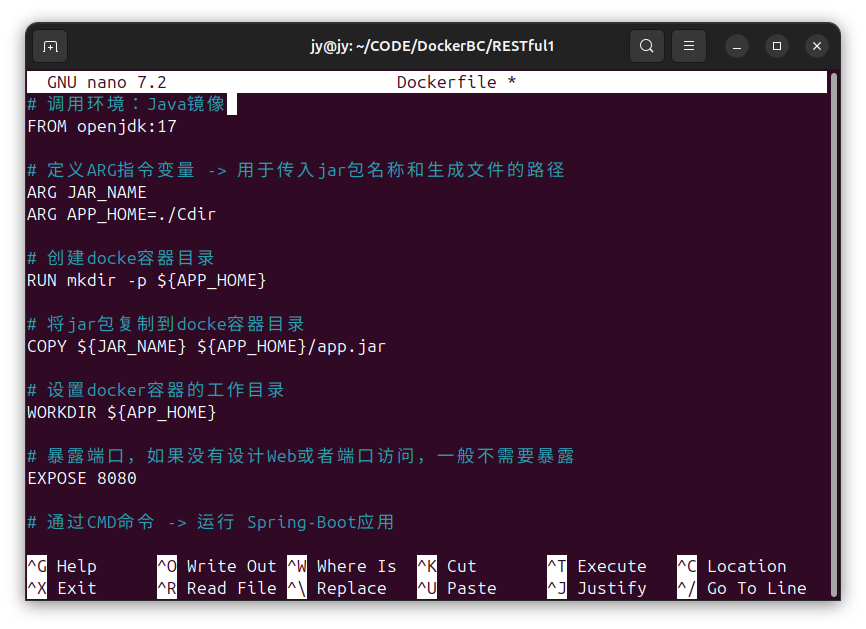 jy@jy: ~/CODE/DockerBC/RESTful1
GNU nano 7.2 Dockerfile *
# 调用环境：Java镜像
FROM openjdk:17
# 定义ARG指令变量 -> 用于传入jar包名称和生成文件的路径
ARG JAR_NAME
ARG APP_HOME=./Cdir
# 创建docke容器目录
RUN mkdir -p ${APP_HOME}
# 将jar包复制到docke容器目录
COPY ${JAR_NAME} ${APP_HOME}/app.jar
# 设置docker容器的工作目录
WORKDIR ${APP_HOME}
# 暴露端口，如果没有设计Web或者端口访问，一般不需要暴露
EXPOSE 8080
# 通过CMD命令 -> 运行 Spring-Boot应用
^G Help ^O Write Out ^W Where Is ^K Cut ^T Execute ^C Location
^X Exit ^R Read File ^\ Replace ^U Paste ^J Justify ^/ Go To Line